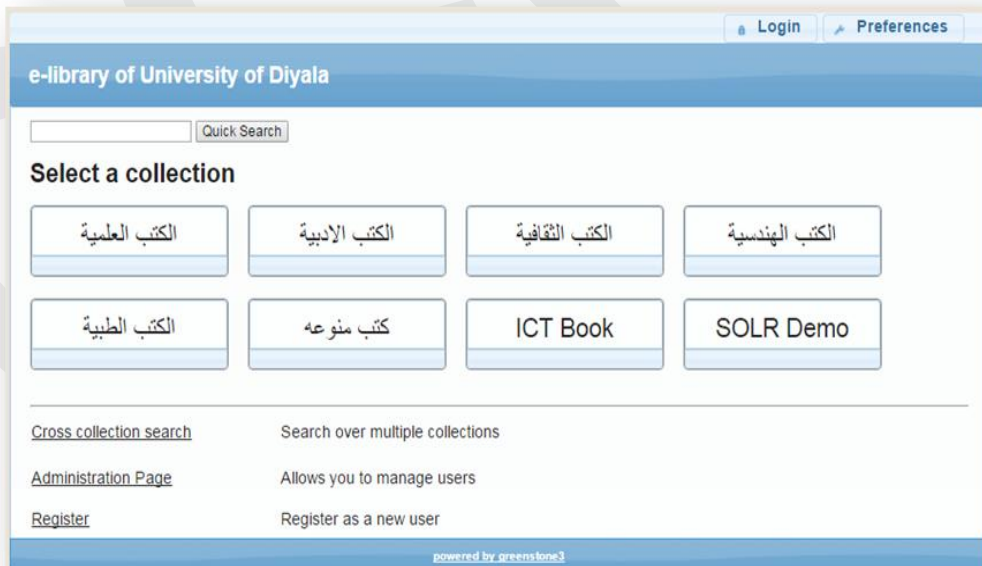 Login Preferences
e-library of University of Diyala
Quick Search
Select a collection
الكتب العلمية الكتب الادبية الكتب الثقافية الكتب الهندسية
الكتب الطبية كتب منوعه ICT Book SOLR Demo
Cross collection search Search over multiple collections
Administration Page Allows you to manage users
Register Register as a new user
powered by greenstone3